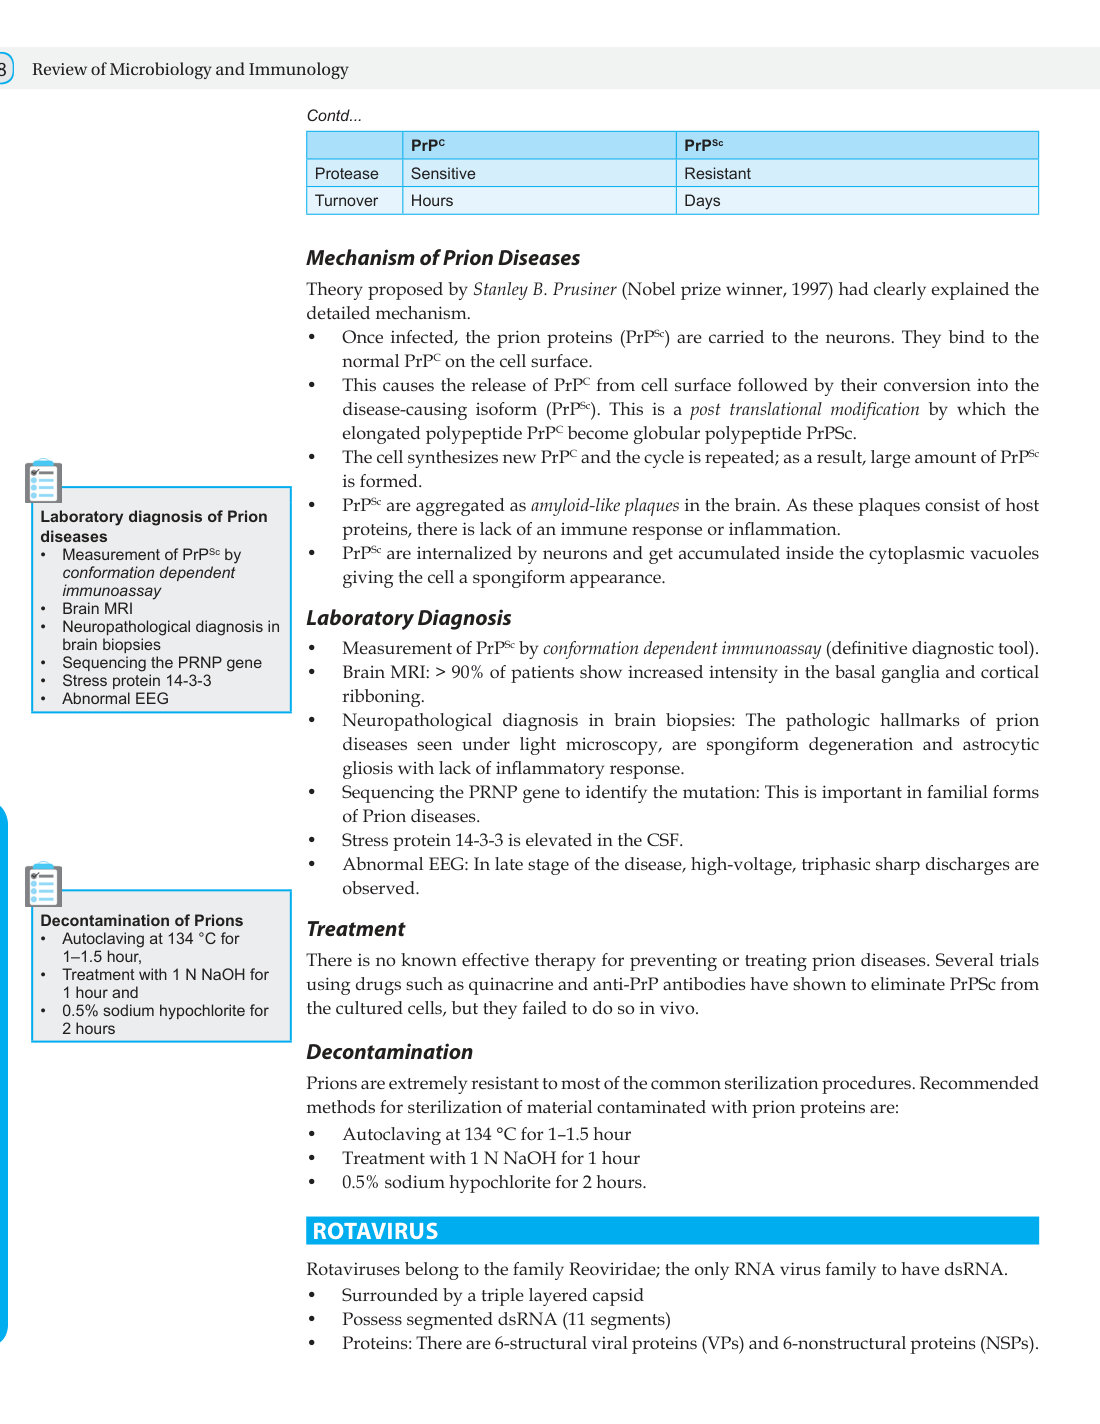 8 Review of Microbiology and Immunology
Contd...
PrPC PrPSc
Protease Sensitive Resistant
Turnover Hours Days
Mechanism of Prion Diseases
Theory proposed by Stanley B. Prusiner (Nobel prize winner, 1997) had clearly explained the
detailed mechanism.
• Once infected, the prion proteins (PrPSc) are carried to the neurons. They bind to the
normal PrPC on the cell surface.
• This causes the release of PrPC from cell surface followed by their conversion into the
disease-causing isoform (PrPSc). This is a post translational modification by which the
elongated polypeptide PrPC become globular polypeptide PrPSc.
• The cell synthesizes new PrPC and the cycle is repeated; as a result, large amount of PrPSc
is formed.
• PrPSc are aggregated as amyloid-like plaques in the brain. As these plaques consist of host
proteins, there is lack of an immune response or inflammation.
• PrPSc are internalized by neurons and get accumulated inside the cytoplasmic vacuoles
giving the cell a spongiform appearance.
Laboratory diagnosis of Prion
diseases
• Measurement of PrPSc by
conformation dependent
immunoassay
• Brain MRI
• Neuropathological diagnosis in
brain biopsies
• Sequencing the PRNP gene
• Stress protein 14-3-3
• Abnormal EEG
Laboratory Diagnosis
• Measurement of PrPSc by conformation dependent immunoassay (definitive diagnostic tool).
• Brain MRI: > 90% of patients show increased intensity in the basal ganglia and cortical
ribboning.
• Neuropathological diagnosis in brain biopsies: The pathologic hallmarks of prion
diseases seen under light microscopy, are spongiform degeneration and astrocytic
gliosis with lack of inflammatory response.
• Sequencing the PRNP gene to identify the mutation: This is important in familial forms
of Prion diseases.
• Stress protein 14-3-3 is elevated in the CSF.
• Abnormal EEG: In late stage of the disease, high-voltage, triphasic sharp discharges are
observed.
Decontamination of Prions
• Autoclaving at 134 °C for
1–1.5 hour,
• Treatment with 1 N NaOH for
1 hour and
• 0.5% sodium hypochlorite for
2 hours
Treatment
There is no known effective therapy for preventing or treating prion diseases. Several trials
using drugs such as quinacrine and anti-PrP antibodies have shown to eliminate PrPSc from
the cultured cells, but they failed to do so in vivo.
Decontamination
Prions are extremely resistant to most of the common sterilization procedures. Recommended
methods for sterilization of material contaminated with prion proteins are:
• Autoclaving at 134 °C for 1–1.5 hour
• Treatment with 1 N NaOH for 1 hour
• 0.5% sodium hypochlorite for 2 hours.
ROTAVIRUS
Rotaviruses belong to the family Reoviridae; the only RNA virus family to have dsRNA.
• Surrounded by a triple layered capsid
• Possess segmented dsRNA (11 segments)
• Proteins: There are 6-structural viral proteins (VPs) and 6-nonstructural proteins (NSPs).